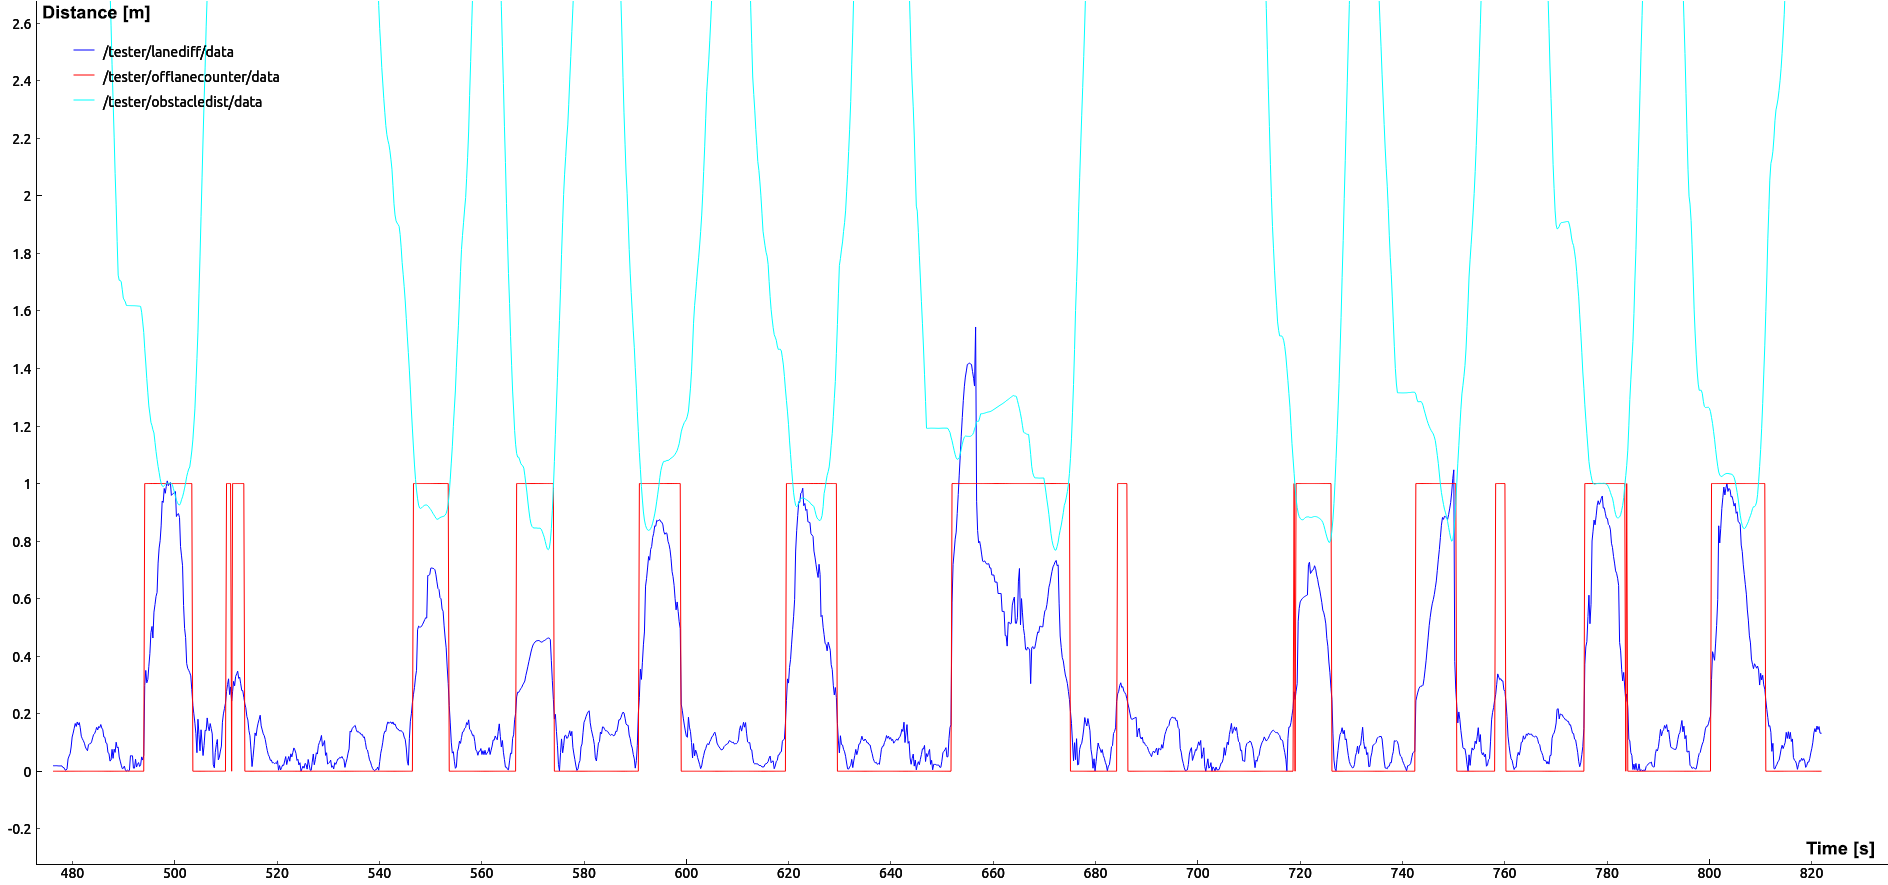 Distance [m]
2.6
/tester/lanediff/data
/tester/offlanecounter/data
2.4
/tester/obstacledist/data
2.2
2
1.8
1.6
1.4
1.2
1
0.8
0.6
0.4
0.2
0
-0.2
Time [s]
480 500 520 540 560 580 600 620 640 660 680 700 720 740 760 780 800 820